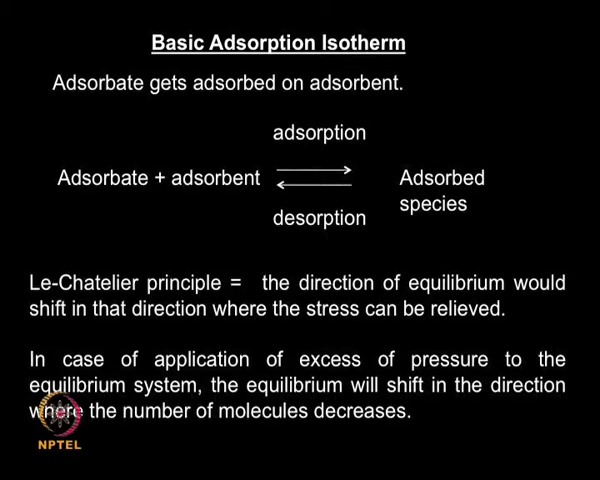 Basic Adsorption Isotherm
Adsorbate gets adsorbed on adsorbent.
adsorption
Adsorbate + adsorbent
Adsorbed
species
desorption
Le-Chatelier principle = the direction of equilibrium would
shift in that direction where the stress can be relieved.
In case of application of excess of pressure to the
equilibrium system, the equilibrium will shift in the direction
where the number of molecules decreases.
NPTEL